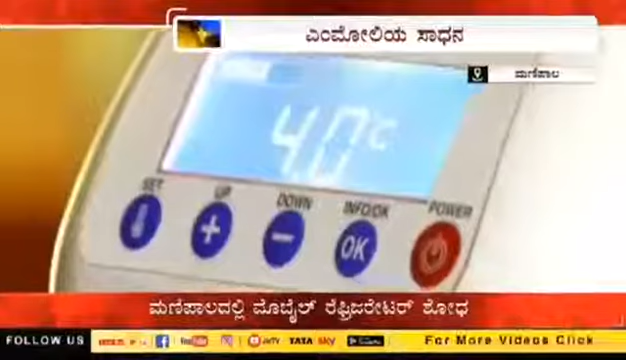 ಎಂಮೋಲಿಯ ಸಾಧನ
ಮಣಿಪಾಲ
4.0°C
SET UP DOWN INFO/OK POWER
OK
ಮಣಿಪಾಲದಲ್ಲಿ ಮೊಬೈಲ್ ರೆಫ್ರಿಜರೇಟರ್ ಶೋಧ
FOLLOW US TATA sky For More Videos Click